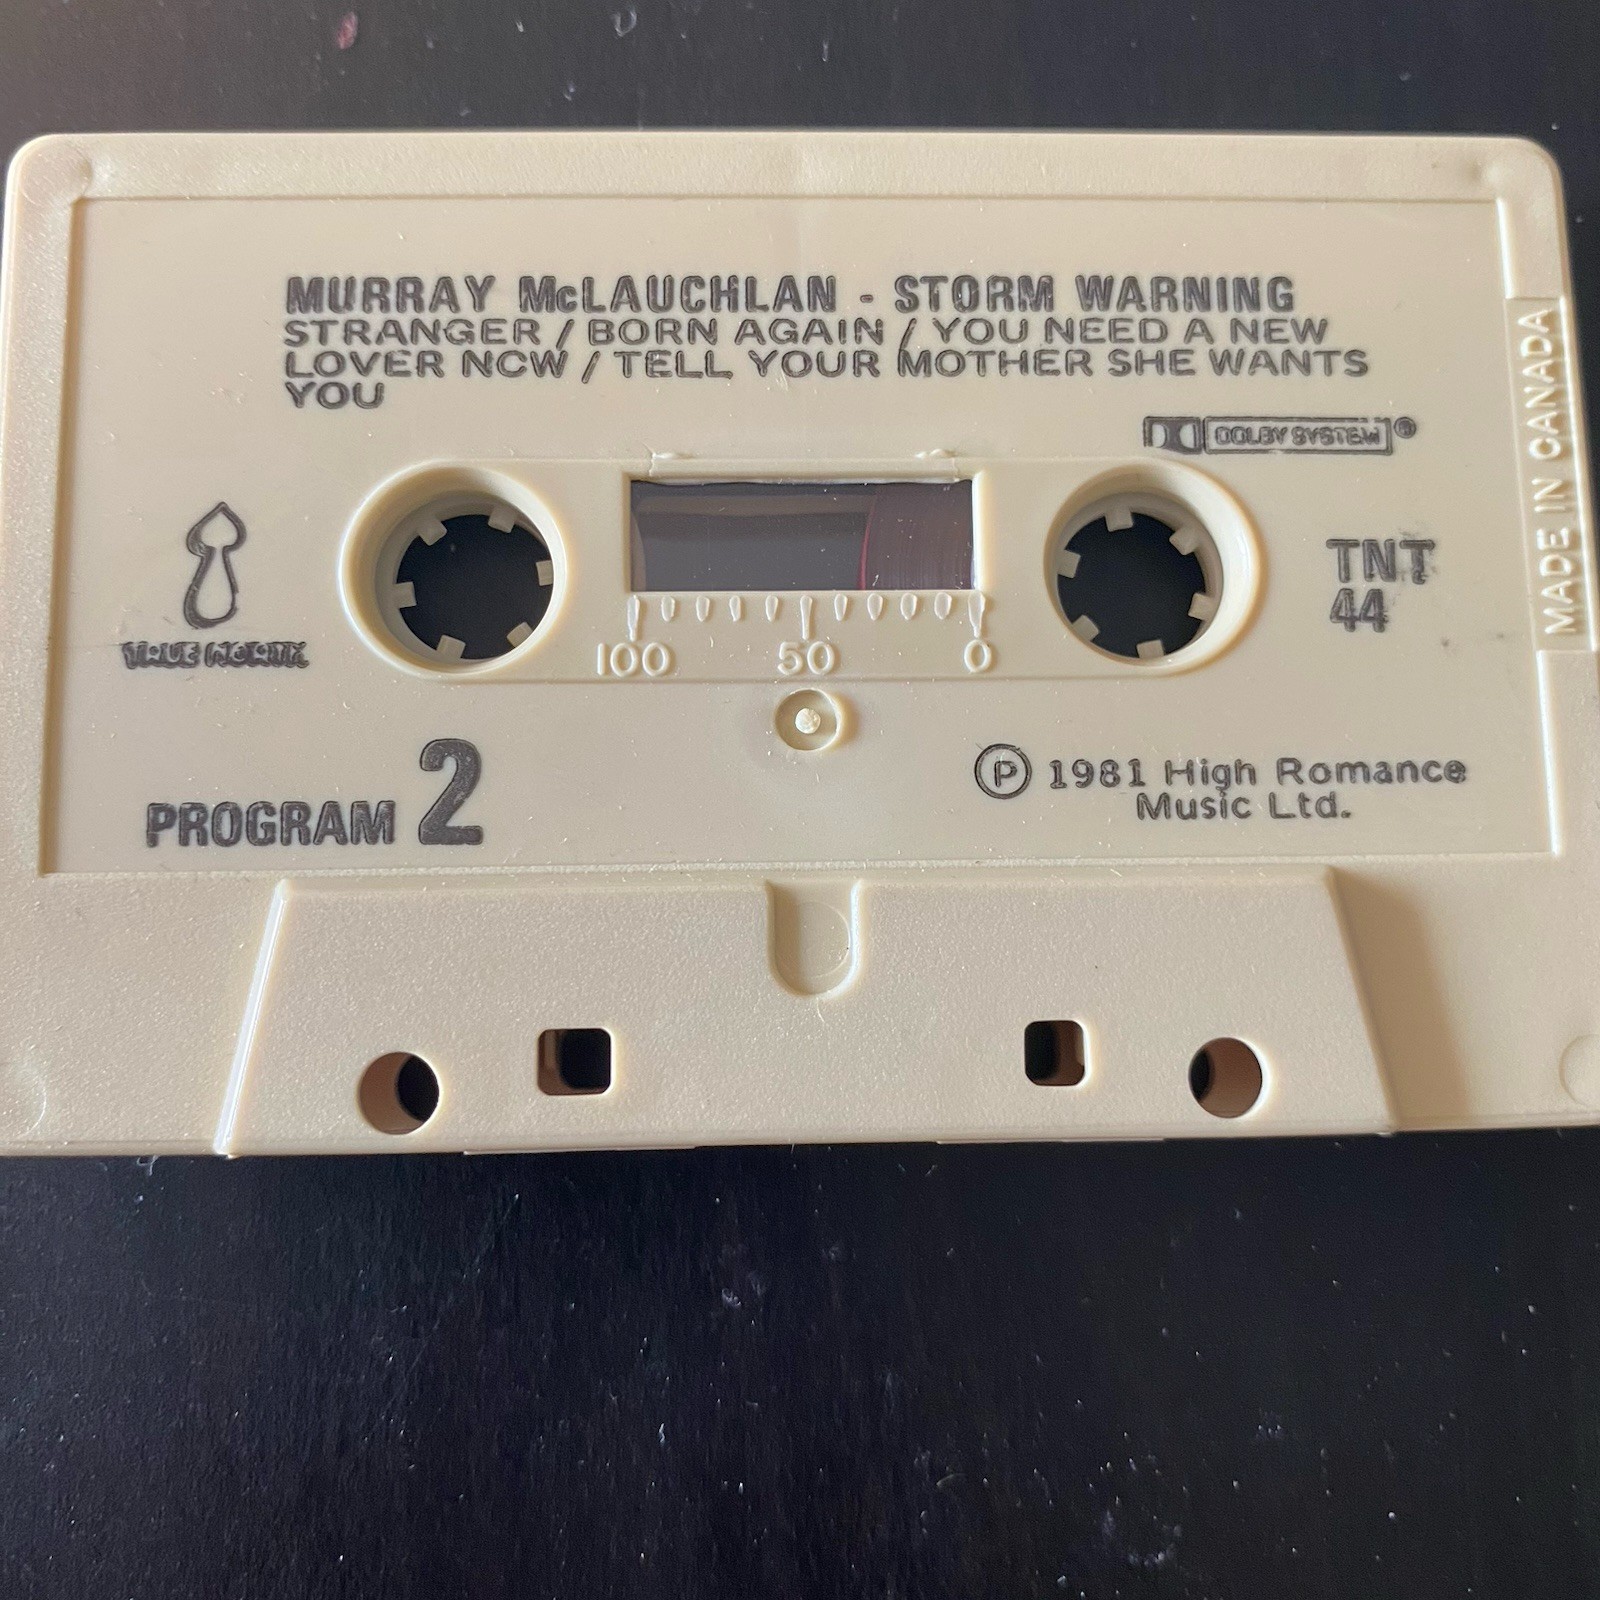 MURRAY McLAUCHLAN - STORM WARNING
STRANGER / BORN AGAIN / YOU NEED A NEW
LOVER NOW / TELL YOUR MOTHER SHE WANTS
YOU
DOLBY SYSTEM®
MADE IN CANADA
TRUE NORTH
TNT
44
100 50 0
PROGRAM 2
Ⓟ 1981 High Romance
Music Ltd.